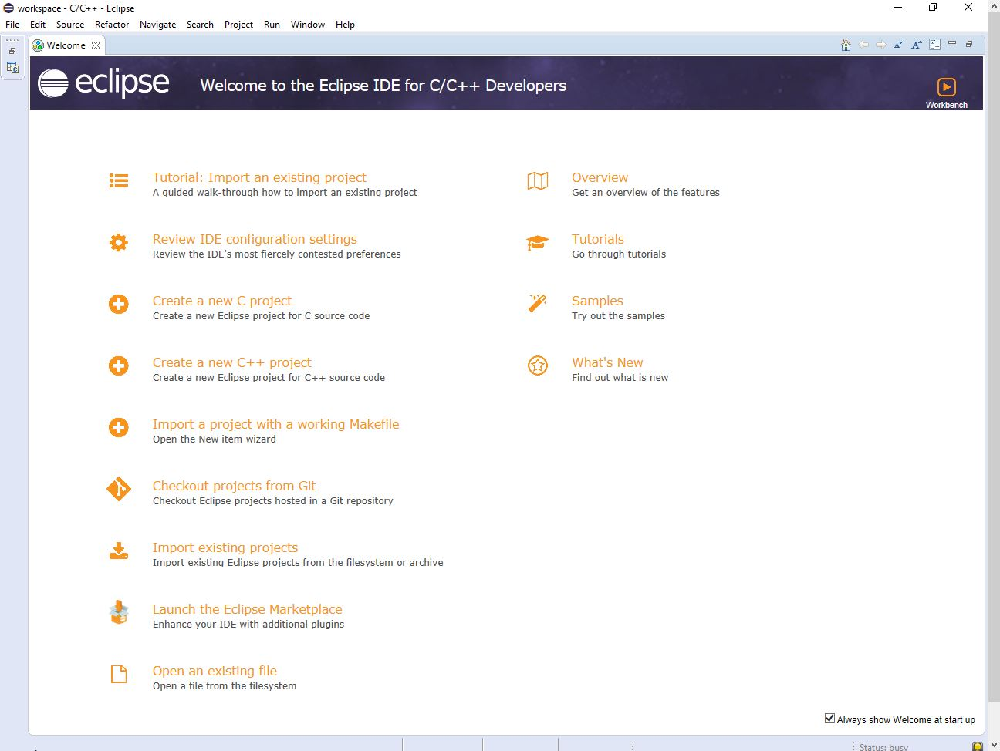 workspace - C/C++ - Eclipse
File Edit Source Refactor Navigate Search Project Run Window Help
Welcome
eclipse
Welcome to the Eclipse IDE for C/C++ Developers
Workbench
Tutorial: Import an existing project
A guided walk-through how to import an existing project
Review IDE configuration settings
Review the IDE's most fiercely contested preferences
Create a new C project
Create a new Eclipse project for C source code
Create a new C++ project
Create a new Eclipse project for C++ source code
Import a project with a working Makefile
Open the New item wizard
Checkout projects from Git
Checkout Eclipse projects hosted in a Git repository
Import existing projects
Import existing Eclipse projects from the filesystem or archive
Launch the Eclipse Marketplace
Enhance your IDE with additional plugins
Open an existing file
Open a file from the filesystem
Overview
Get an overview of the features
Tutorials
Go through tutorials
Samples
Try out the samples
What's New
Find out what is new
Always show Welcome at start up
Status: busy